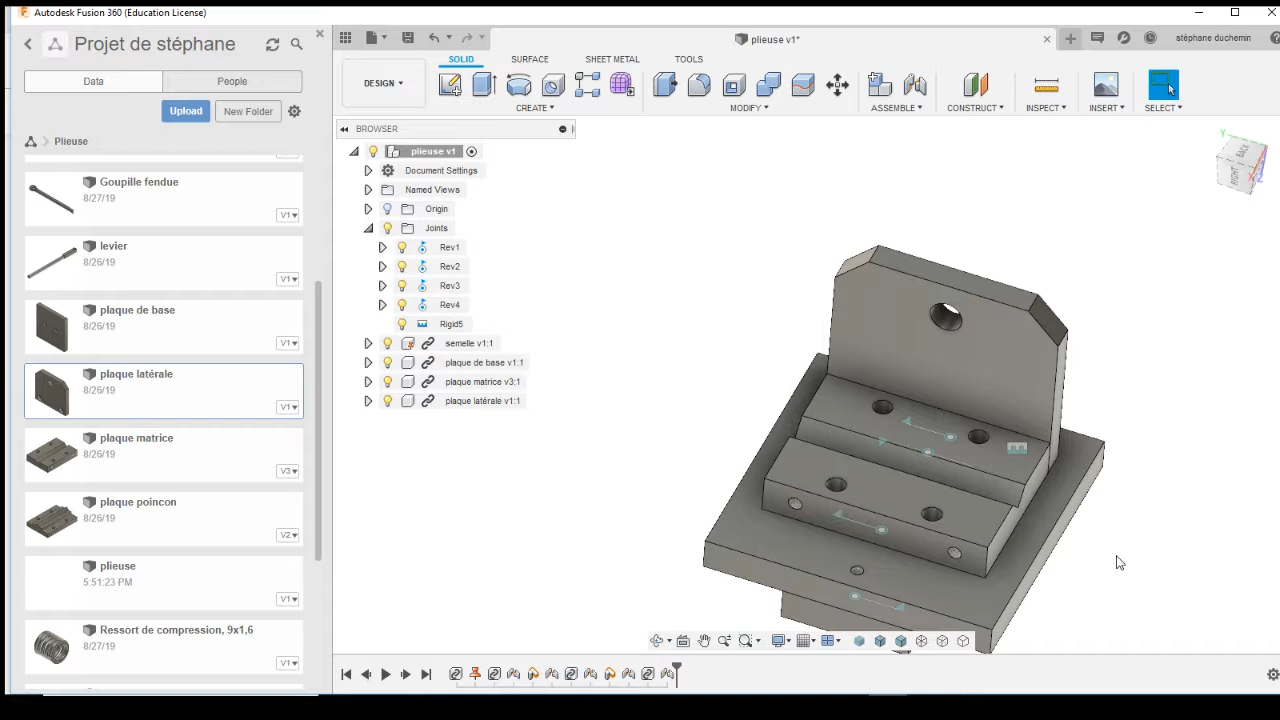 Autodesk Fusion 360 (Education License)
Projet de stéphane
Data
People
Upload
New Folder
Plieuse
Goupille fendue
8/27/19
V1
levier
8/26/19
V1
plaque de base
8/26/19
V1
plaque latérale
8/26/19
V1
plaque matrice
8/26/19
V3
plaque poincon
8/26/19
V2
plieuse
5:51:23 PM
V1
Ressort de compression, 9x1,6
8/27/19
V1
plieuse v1*
stéphane duchemin
DESIGN
SOLID
SURFACE
SHEET METAL
TOOLS
CREATE
MODIFY
ASSEMBLE
CONSTRUCT
INSPECT
INSERT
SELECT
BROWSER
plieuse v1
Document Settings
Named Views
Origin
Joints
Rev1
Rev2
Rev3
Rev4
Rigid5
semelle v1:1
plaque de base v1:1
plaque matrice v3:1
plaque latérale v1:1
Y
BACK
RIGHT
X
Z